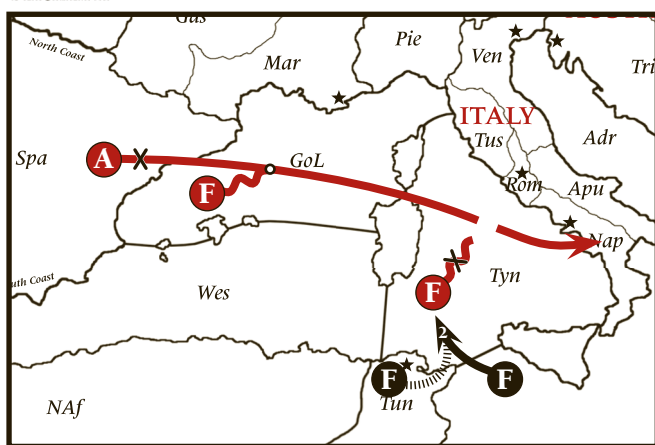 Gas
North Coast
Pie
Mar
Ven
Tri
ITALY
Tus
Adr
A
Spa
GoL
F
Rom
Apu
Nap
Tyn
F
uth Coast
Wes
2
F
F
Tun
NAf